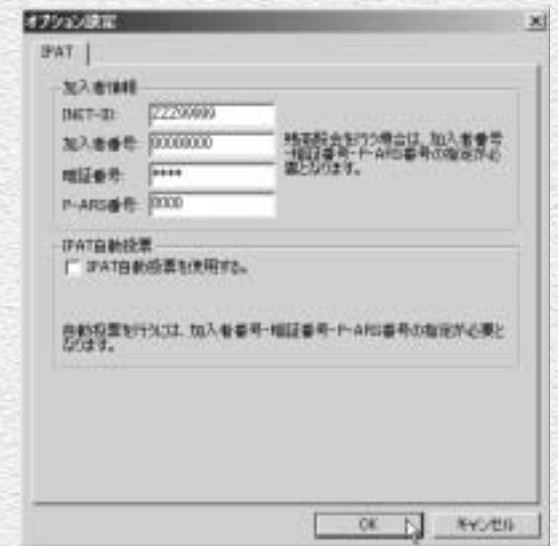 オプション設定
IPAT
加入者情報
INET-ID: ZZZ99999
加入者番号: 00000000
暗証番号: ****
P-ARS番号: 0000
残高照会を行う場合は、加入者番号
・暗証番号・P-ARS番号の指定が必
要となります。
IPAT自動投票
IPAT自動投票を使用する。
自動投票を行うには、加入者番号・暗証番号・P-ARS番号の指定が必要と
なります。
OK
キャンセル